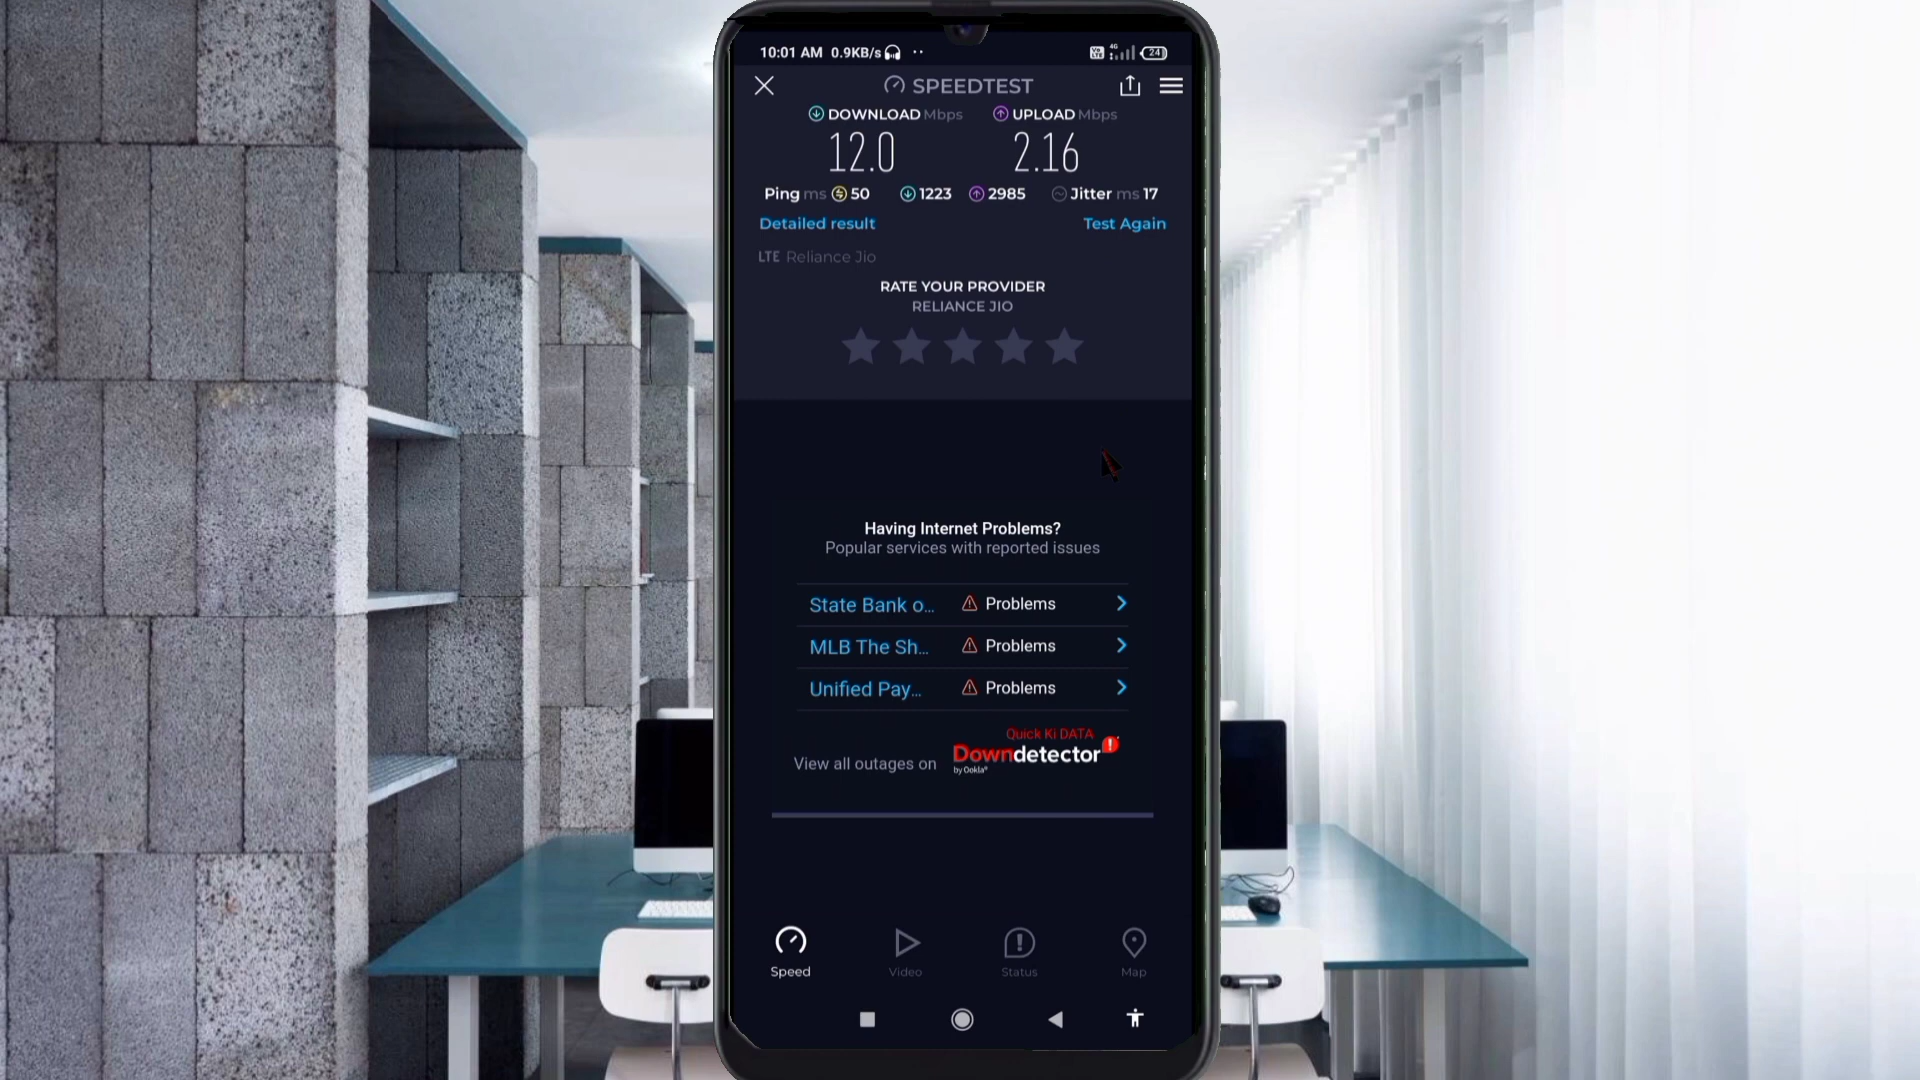 10:01 AM 0.9KB/s 4G 24
SPEEDTEST
DOWNLOAD Mbps UPLOAD Mbps
12.0 2.16
Ping ms 50 1223 2985 Jitter ms 17
Detailed result Test Again
LTE Reliance Jio
RATE YOUR PROVIDER
RELIANCE JIO
Having Internet Problems?
Popular services with reported issues
State Bank o... Problems
MLB The Sh... Problems
Unified Pay... Problems
Quick Ki DATA
View all outages on Downdetector
by Ookla®
Speed Video Status Map